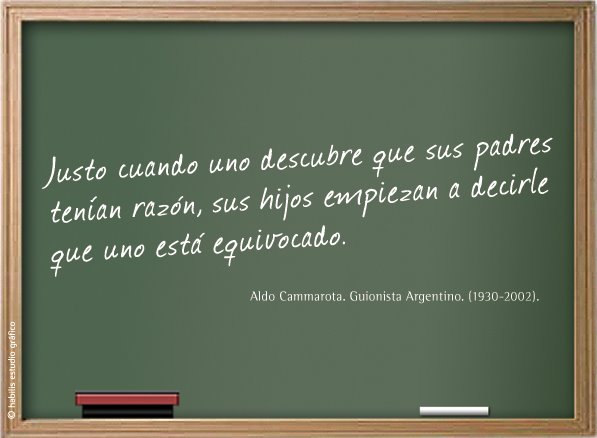 Justo cuando uno descubre que sus padres
tenían razón, sus hijos empiezan a decirle
que uno está equivocado.
Aldo Cammarota. Guionista Argentino. (1930-2002).
© habilis estudio gráfico